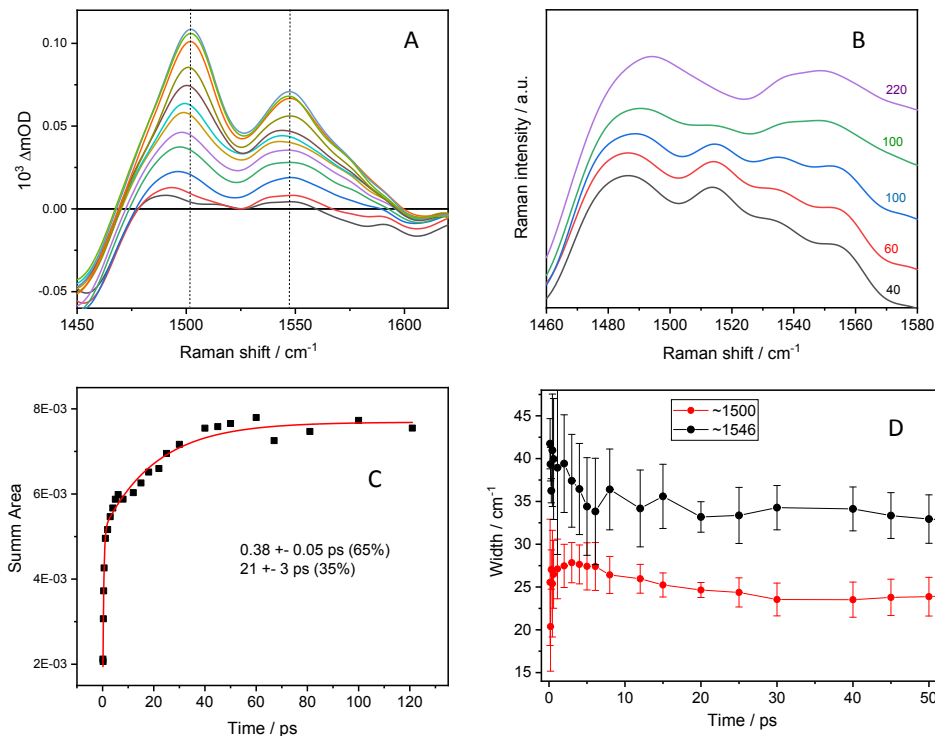 A
0.10
0.05
0.00
-0.05
10³ ΔmOD
1450
1500
1550
1600
Raman shift / cm⁻¹
B
220
100
100
60
40
Raman intensity / a.u.
1460
1480
1500
1520
1540
1560
1580
Raman shift / cm⁻¹
8E-03
6E-03
4E-03
2E-03
Summ Area
C
0.38 +- 0.05 ps (65%)
21 +- 3 ps (35%)
0
20
40
60
80
100
120
Time / ps
45
40
35
30
25
20
15
Width / cm⁻¹
~1500
~1546
D
0
10
20
30
40
50
Time / ps